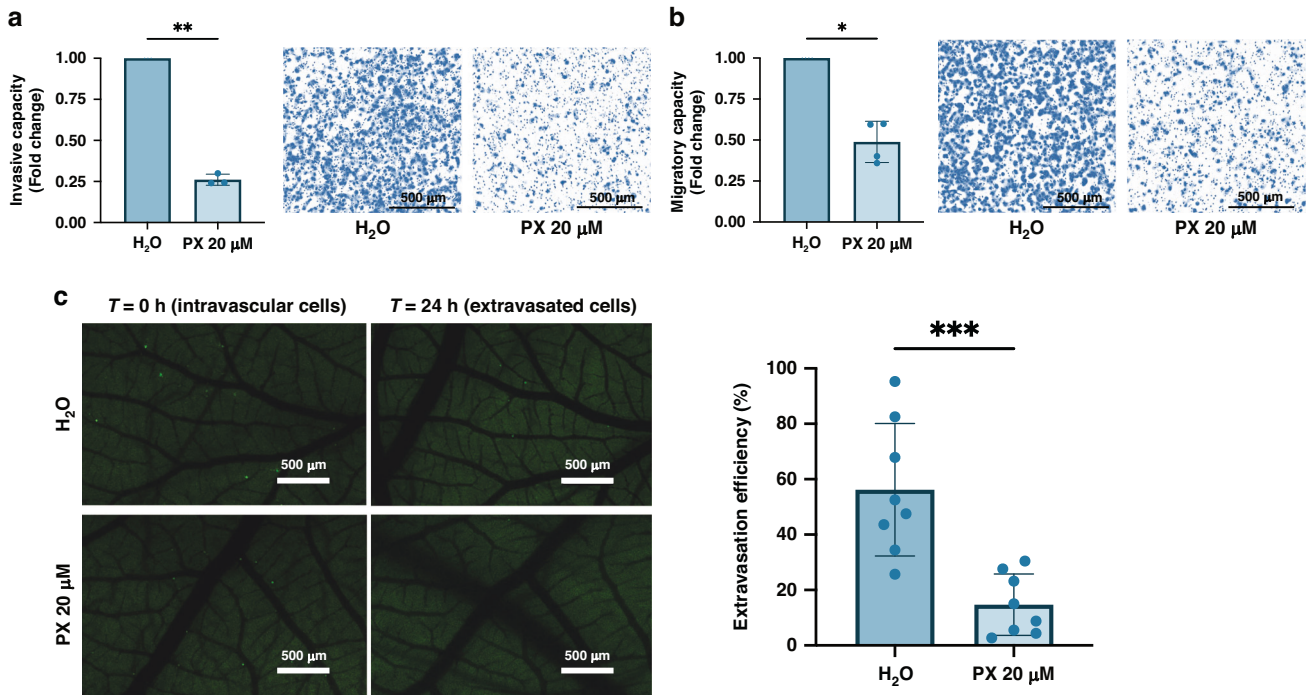 a
**
Invasive capacity
(Fold change)
1.00
0.75
0.50
0.25
0.00
H₂O
PX 20 μM
500 μm
H₂O
500 μm
PX 20 μM
b
*
Migratory capacity
(Fold change)
1.00
0.75
0.50
0.25
0.00
H₂O
PX 20 μM
500 μm
H₂O
500 μm
PX 20 μM
c
T = 0 h (intravascular cells)
T = 24 h (extravasated cells)
H₂O
500 μm
500 μm
PX 20 μM
500 μm
500 μm
***
Extravasation efficiency (%)
100
80
60
40
20
0
H₂O
PX 20 μM